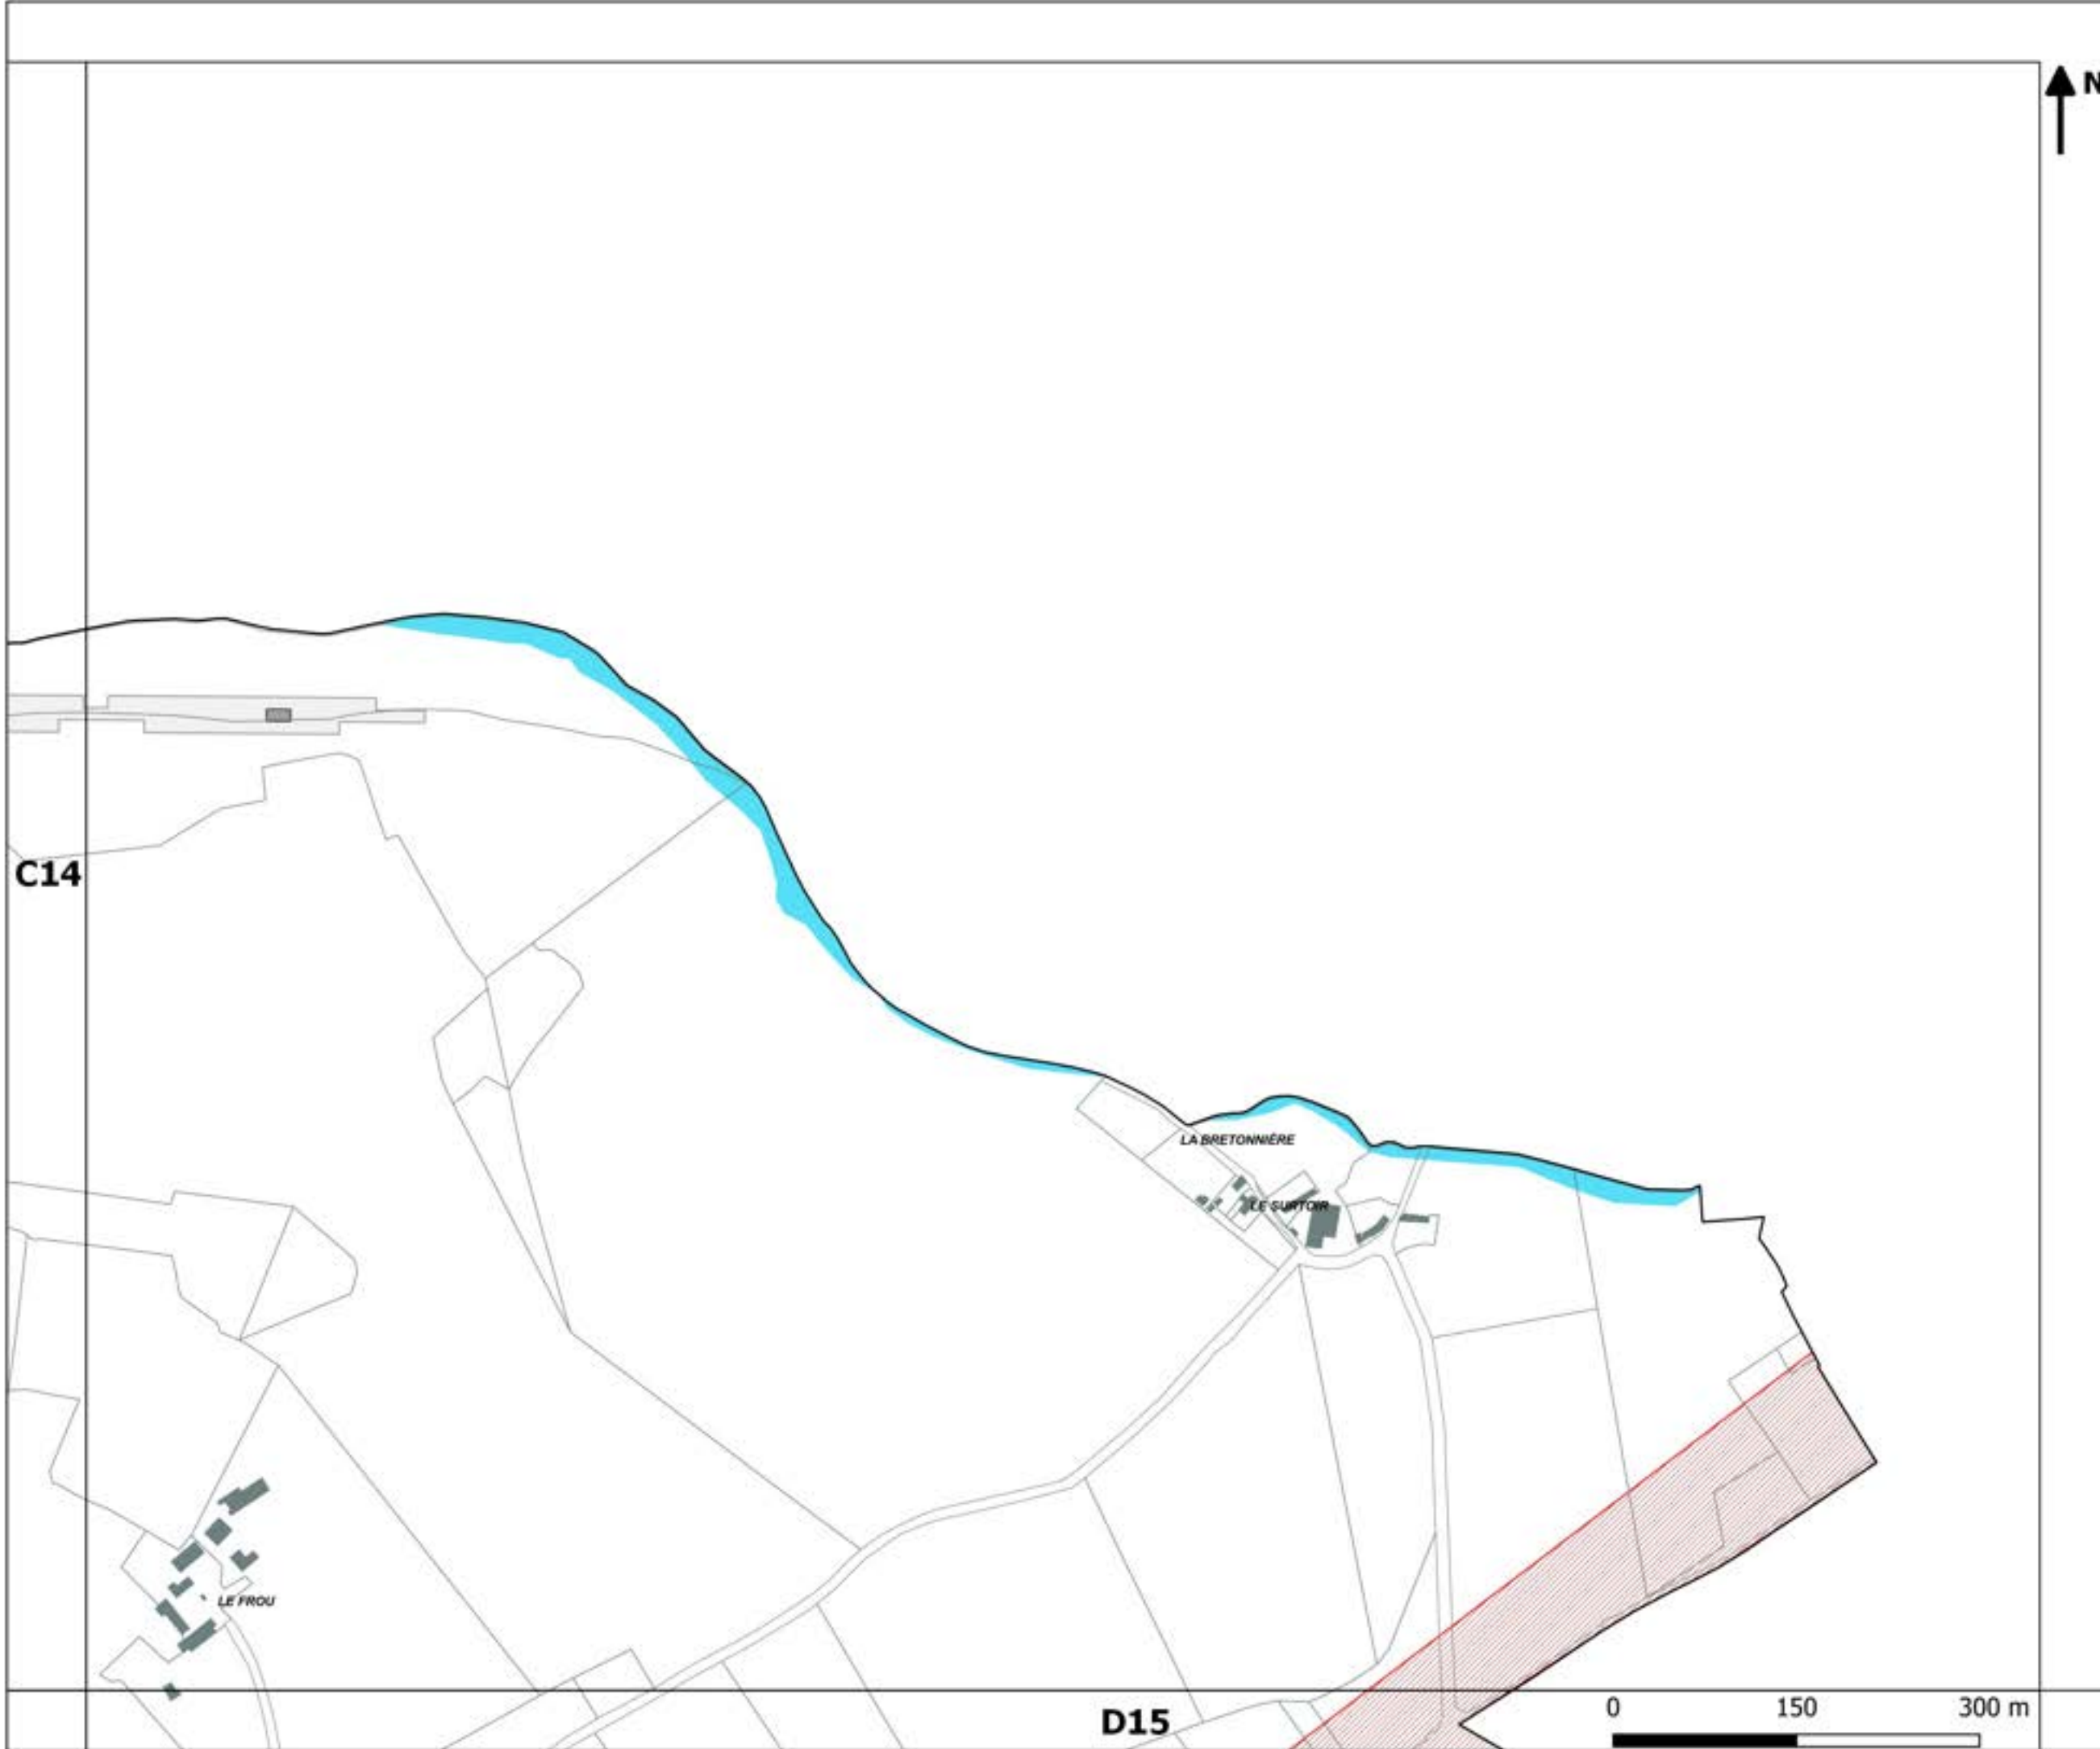 N
C14
LA BRETONNIÈRE
LE SURTOIR
LE FROU
D15
0 150 300 m